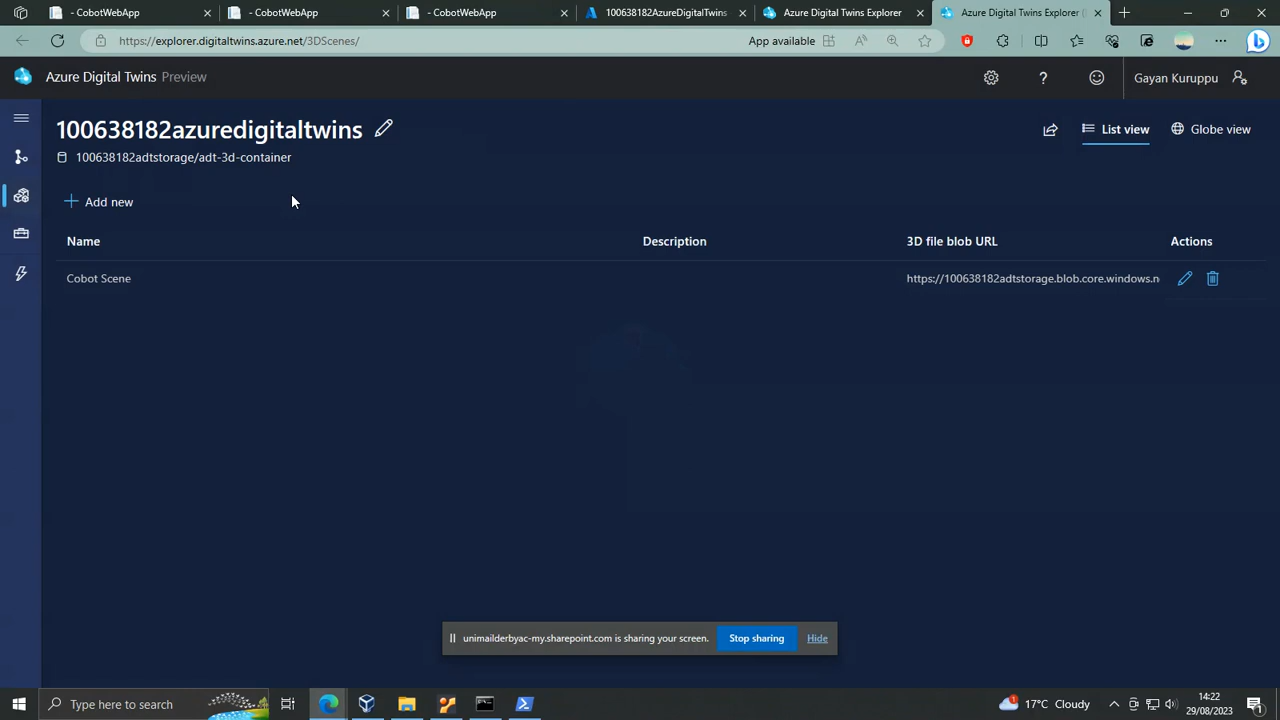 - CobotWebApp
- CobotWebApp
- CobotWebApp
100638182AzureDigitalTwins
Azure Digital Twins Explorer
Azure Digital Twins Explorer (
https://explorer.digitaltwins.azure.net/3DScenes/
App available
Azure Digital Twins Preview
Gayan Kuruppu
100638182azuredigitaltwins
List view
Globe view
100638182adtstorage/adt-3d-container
Add new
Name
Description
3D file blob URL
Actions
Cobot Scene
https://100638182adtstorage.blob.core.windows.n
unimailderbyac-my.sharepoint.com is sharing your screen.
Stop sharing
Hide
Type here to search
1
17°C Cloudy
14:22
29/08/2023
1